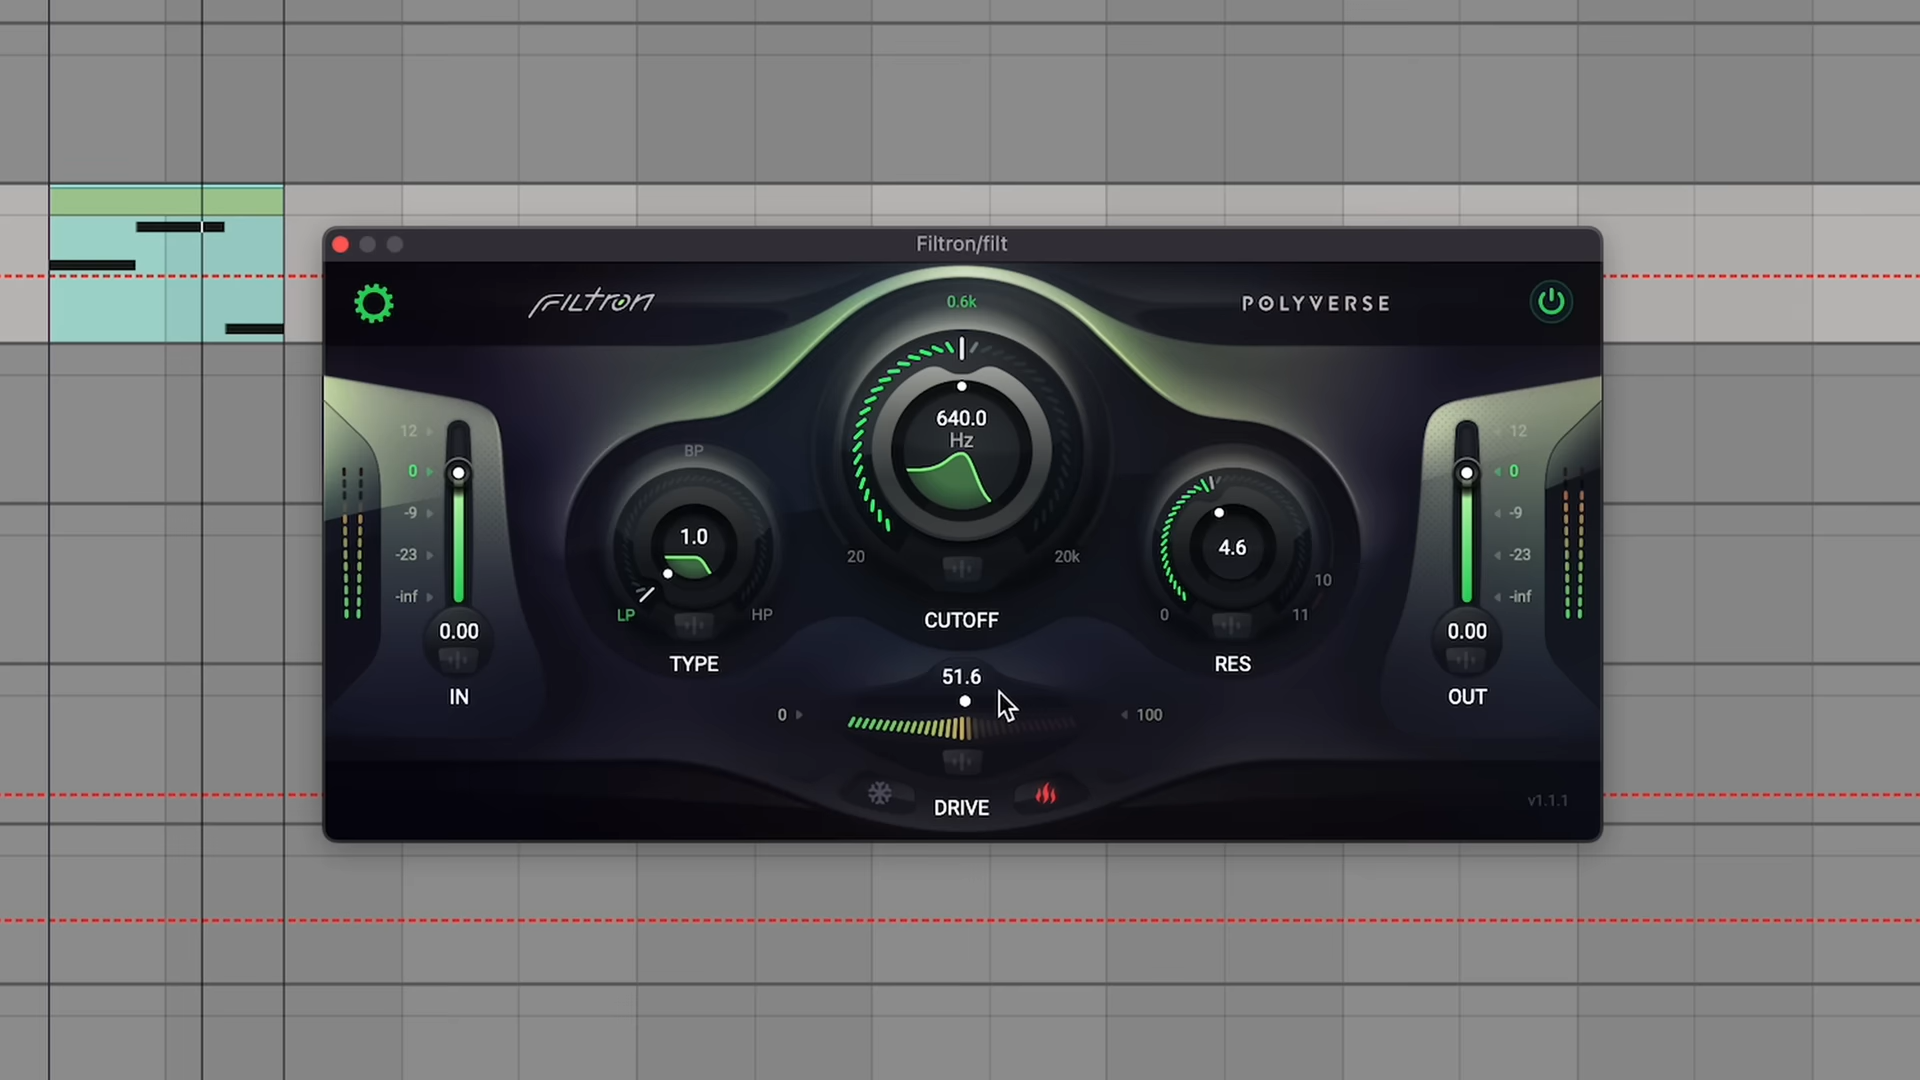 Filtron/filt
FILTRON
0.6k
POLYVERSE
640.0
Hz
20
20k
CUTOFF
12
0
-9
-23
-inf
0.00
IN
BP
1.0
LP
HP
TYPE
4.6
0
10
11
RES
12
0
-9
-23
-inf
0.00
OUT
51.6
0
100
DRIVE
v1.1.1